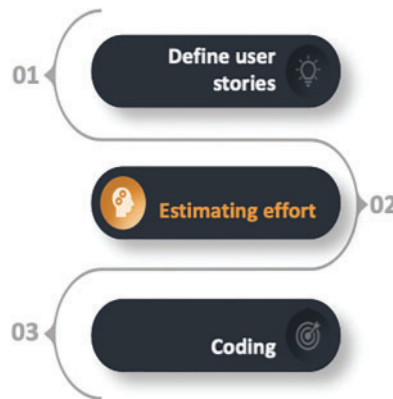 01
Define user
stories
Estimating effort
02
03
Coding